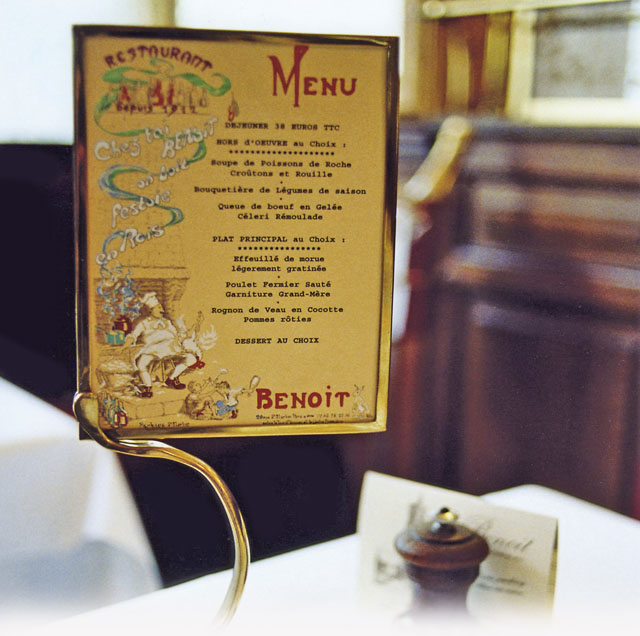 RESTAURANT
depuis 1912
Chez toi BENOIT
on boit
festoie
en Rois
MENU
DEJEUNER 38 EUROS TTC
HORS D'OEUVRE au Choix :
********************
Soupe de Poissons de Roche
Croûtons et Rouille
*
Bouquetière de Légumes de saison
*
Queue de boeuf en Gelée
Céleri Rémoulade
PLAT PRINCIPAL au Choix :
****************
Effeuillé de morue
légerement gratinée
*
Poulet Fermier Sauté
Garniture Grand-Mère
*
Rognon de Veau en Cocotte
Pommes rôties
DESSERT AU CHOIX
BENOIT
Benoit